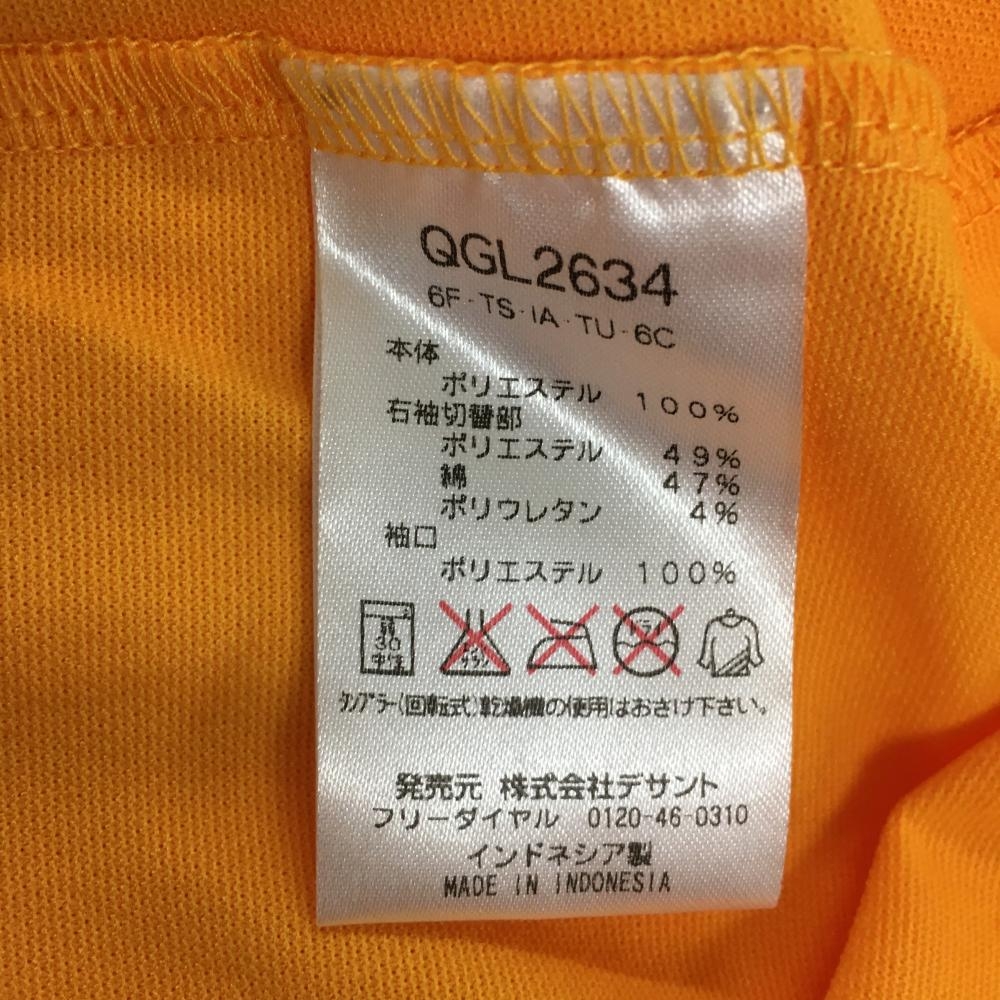 QGL2634
6F-TS-IA-TU-6C
本体
ポリエステル 100%
右袖切替部
ポリエステル 49%
綿 47%
ポリウレタン 4%
袖口
ポリエステル 100%
弱
30
中性
タンブラー(回転式)乾燥機の使用はおさけ下さい。
発売元 株式会社デサント
フリーダイヤル 0120-46-0310
インドネシア製
MADE IN INDONESIA